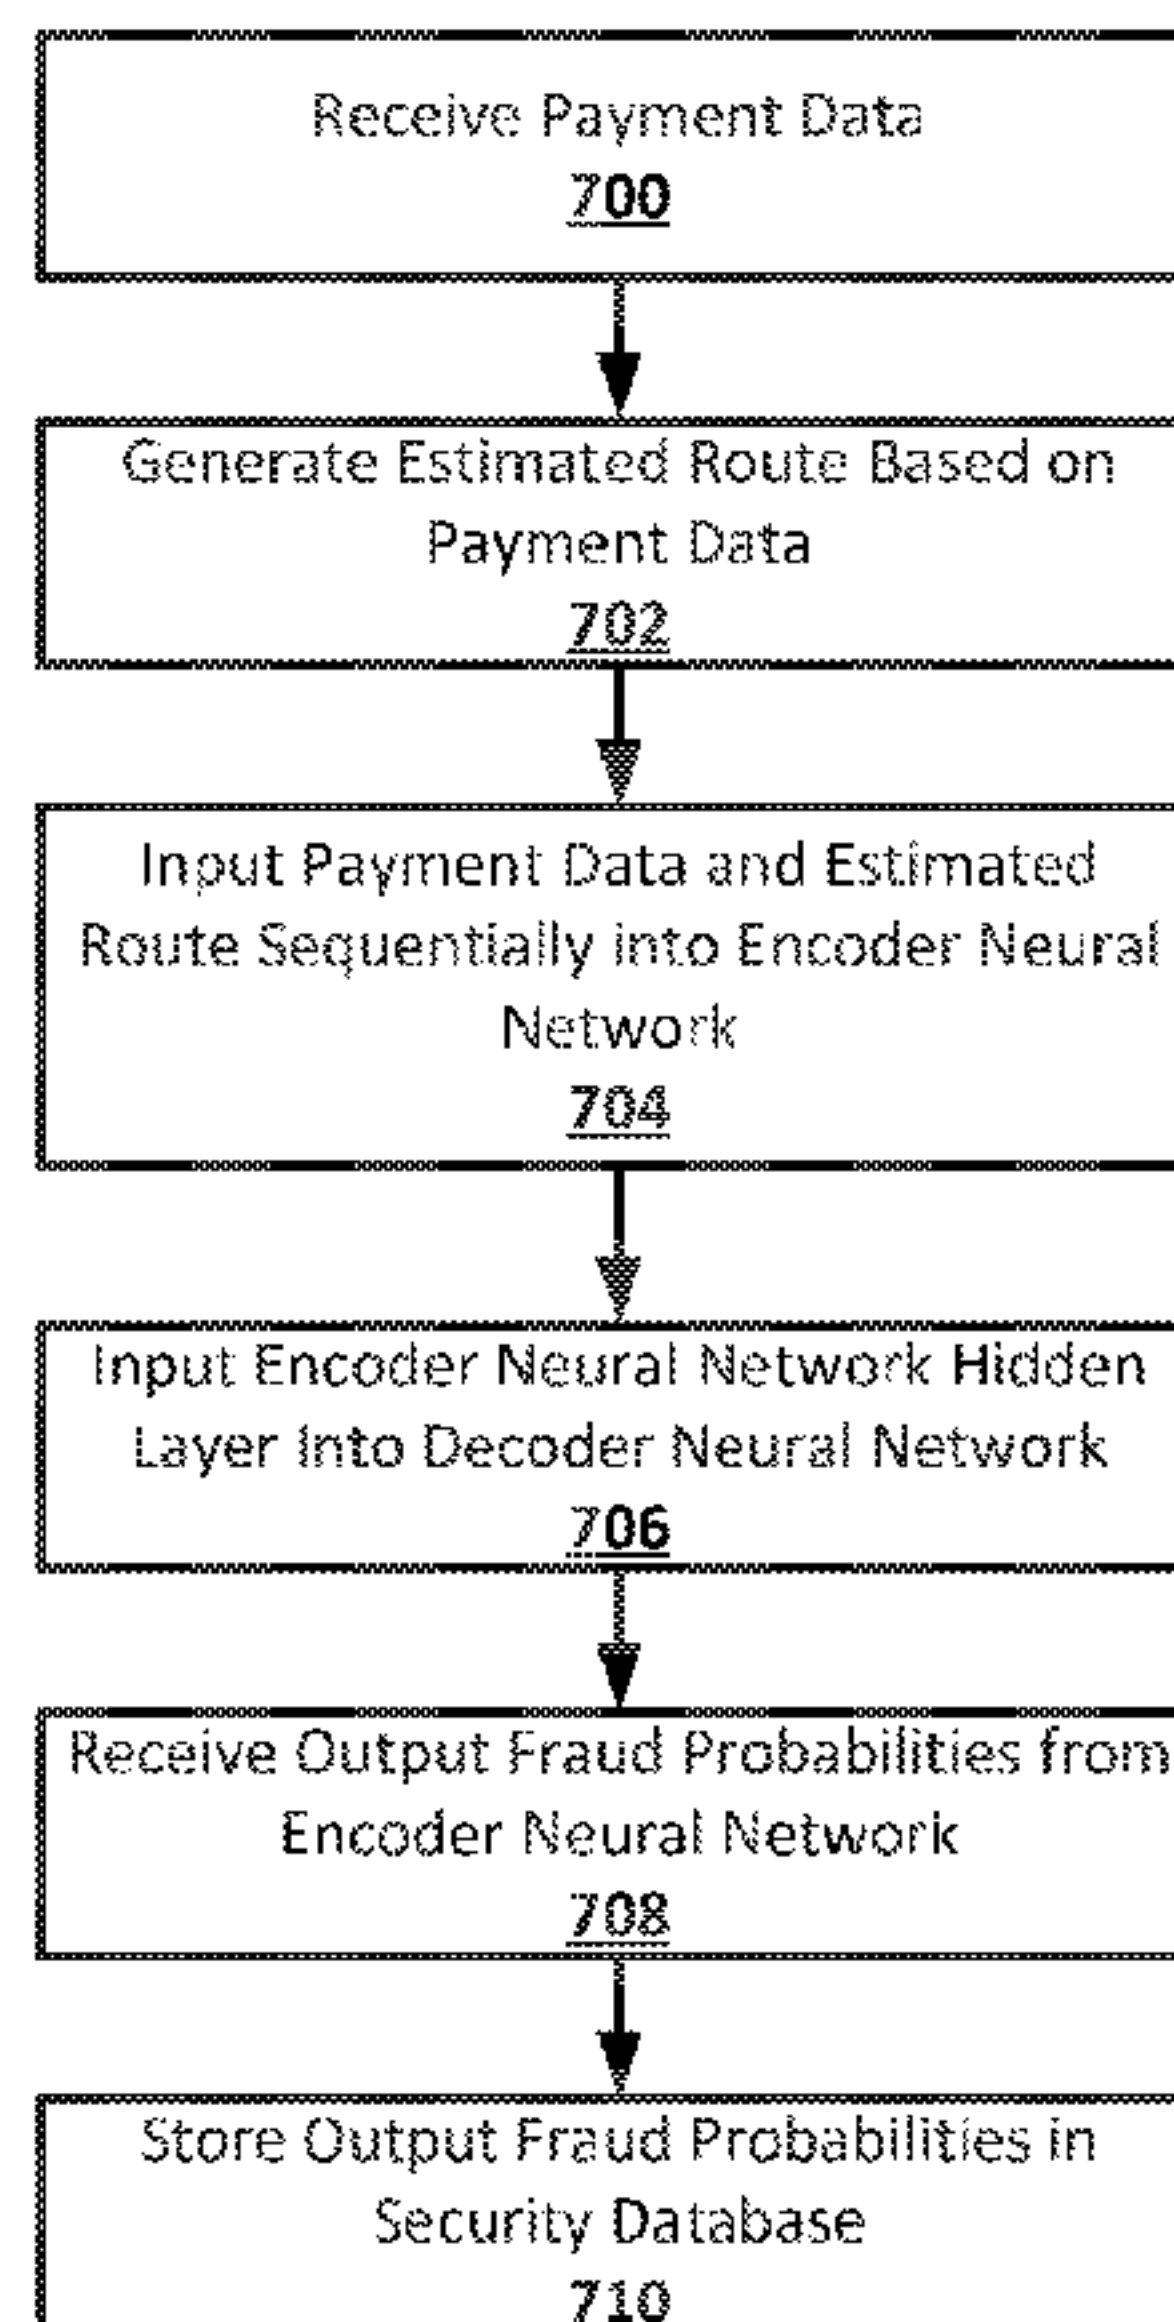 Receive Payment Data
700
Generate Estimated Route Based on
Payment Data
702
Input Payment Data and Estimated
Route Sequentially into Encoder Neural
Network
704
Input Encoder Neural Network Hidden
Layer Into Decoder Neural Network
706
Receive Output Fraud Probabilities from
Encoder Neural Network
708
Store Output Fraud Probabilities in
Security Database
710